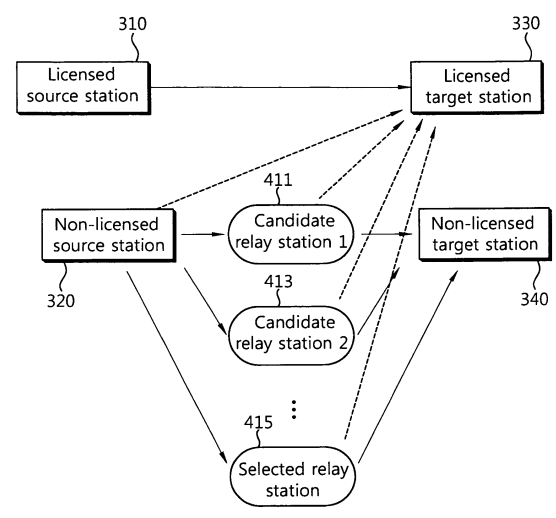 310
330
Licensed
source station
Licensed
target station
411
Non-licensed
source station
Candidate
relay station 1
Non-licensed
target station
320
413
340
Candidate
relay station 2
415
Selected relay
station